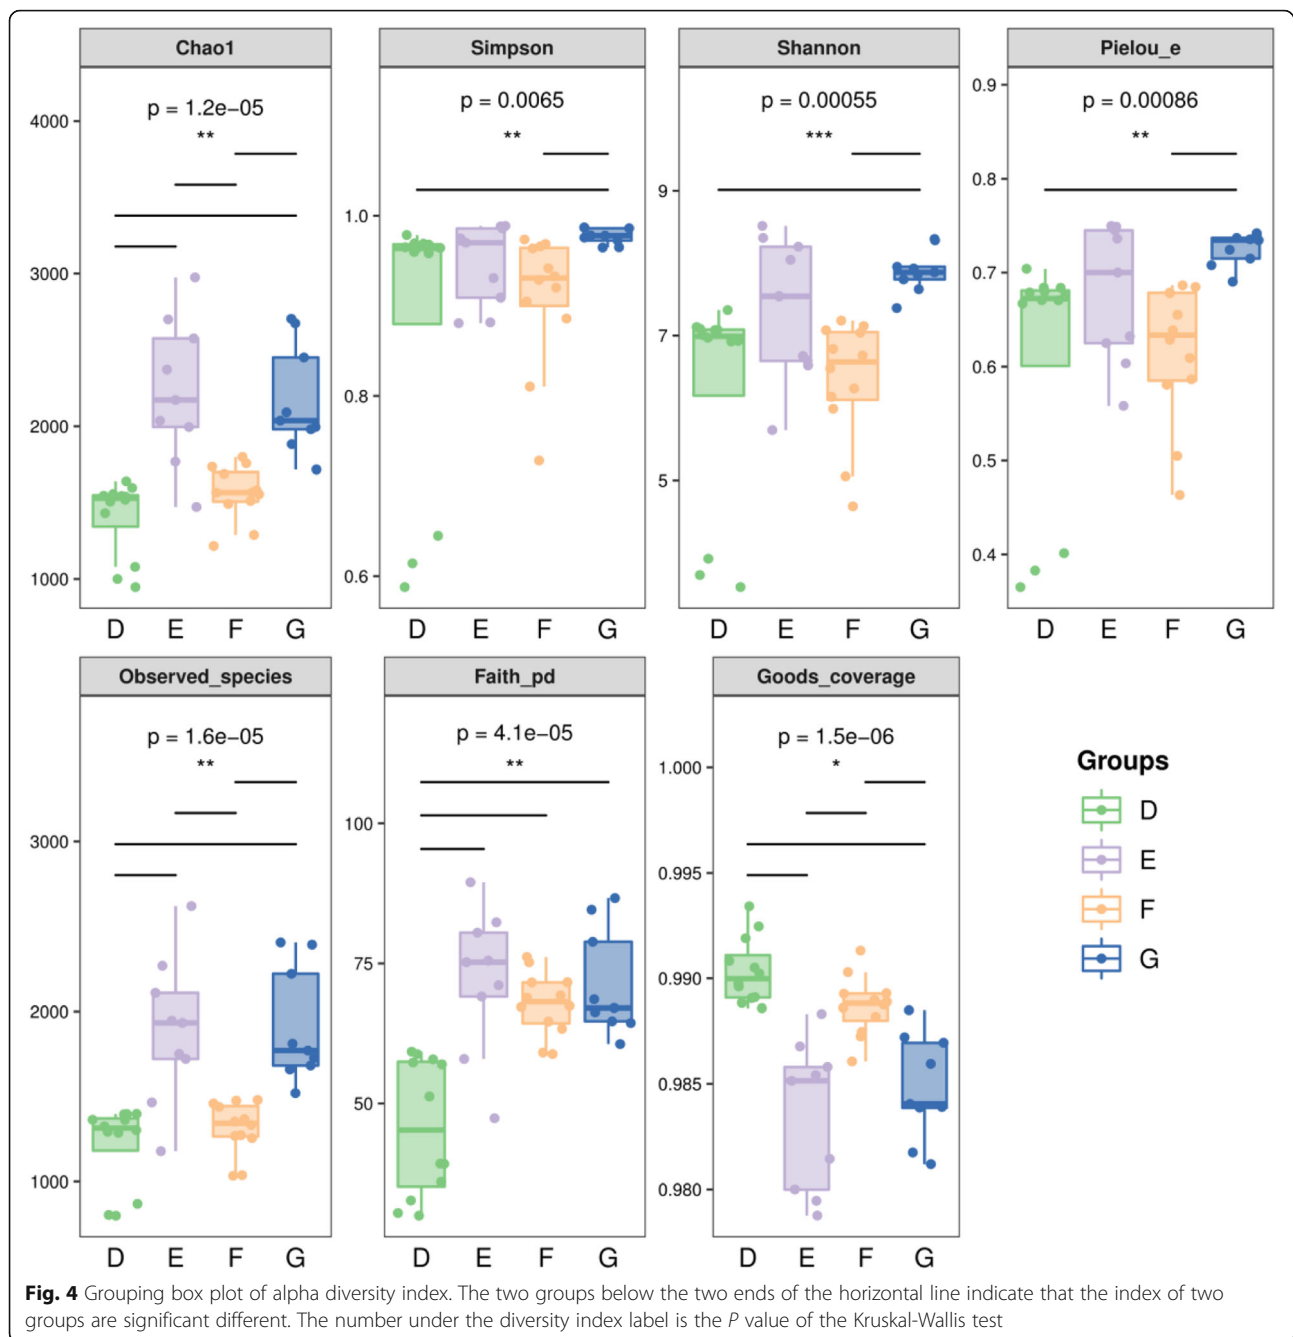 Chao1
Simpson
Shannon
Pielou_e
p = 1.2e−05
**
4000
3000
2000
1000
D E F G
p = 0.0065
**
1.0
0.8
0.6
D E F G
p = 0.00055
***
9
7
5
D E F G
p = 0.00086
**
0.9
0.8
0.7
0.6
0.5
0.4
D E F G
Observed_species
Faith_pd
Goods_coverage
p = 1.6e−05
**
3000
2000
1000
D E F G
p = 4.1e−05
**
100
75
50
D E F G
p = 1.5e−06
*
1.000
0.995
0.990
0.985
0.980
D E F G
Groups
D
E
F
G
Fig. 4 Grouping box plot of alpha diversity index. The two groups below the two ends of the horizontal line indicate that the index of two
groups are significant different. The number under the diversity index label is the P value of the Kruskal-Wallis test